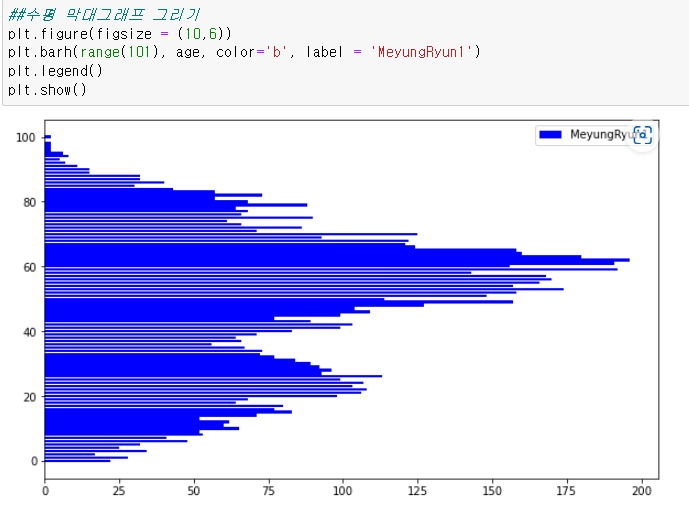 ##수평 막대그래프 그리기
plt.figure(figsize = (10,6))
plt.barh(range(101), age, color='b', label = 'MeyungRyun1')
plt.legend()
plt.show()
100
80
60
40
20
0
0 25 50 75 100 125 150 175 200